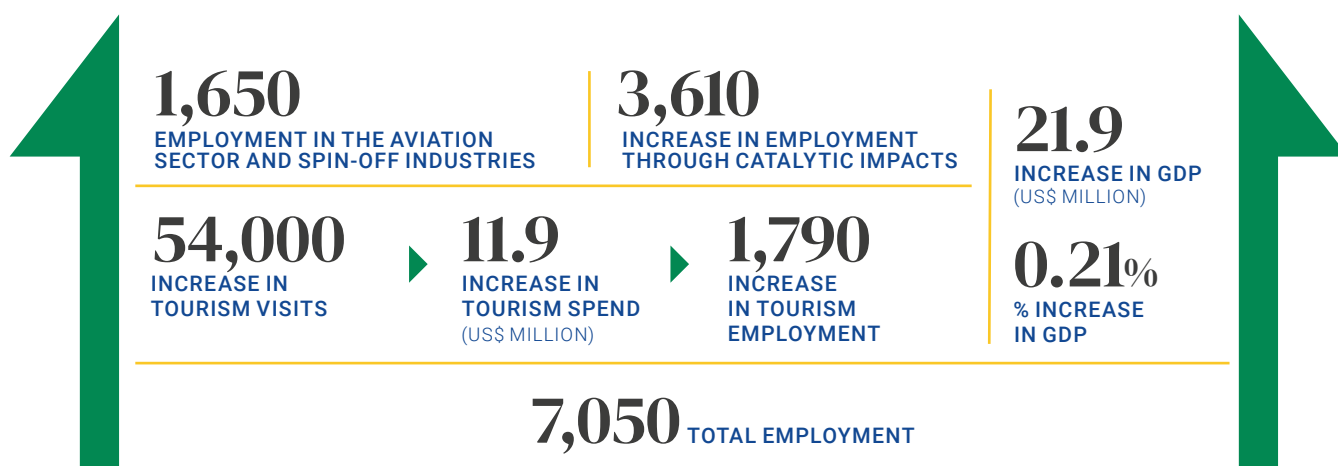 1,650
EMPLOYMENT IN THE AVIATION
SECTOR AND SPIN-OFF INDUSTRIES
3,610
INCREASE IN EMPLOYMENT
THROUGH CATALYTIC IMPACTS
21.9
INCREASE IN GDP
(US$ MILLION)
54,000
INCREASE IN
TOURISM VISITS
11.9
INCREASE IN
TOURISM SPEND
(US$ MILLION)
1,790
INCREASE
IN TOURISM
EMPLOYMENT
0.21%
% INCREASE
IN GDP
7,050 TOTAL EMPLOYMENT